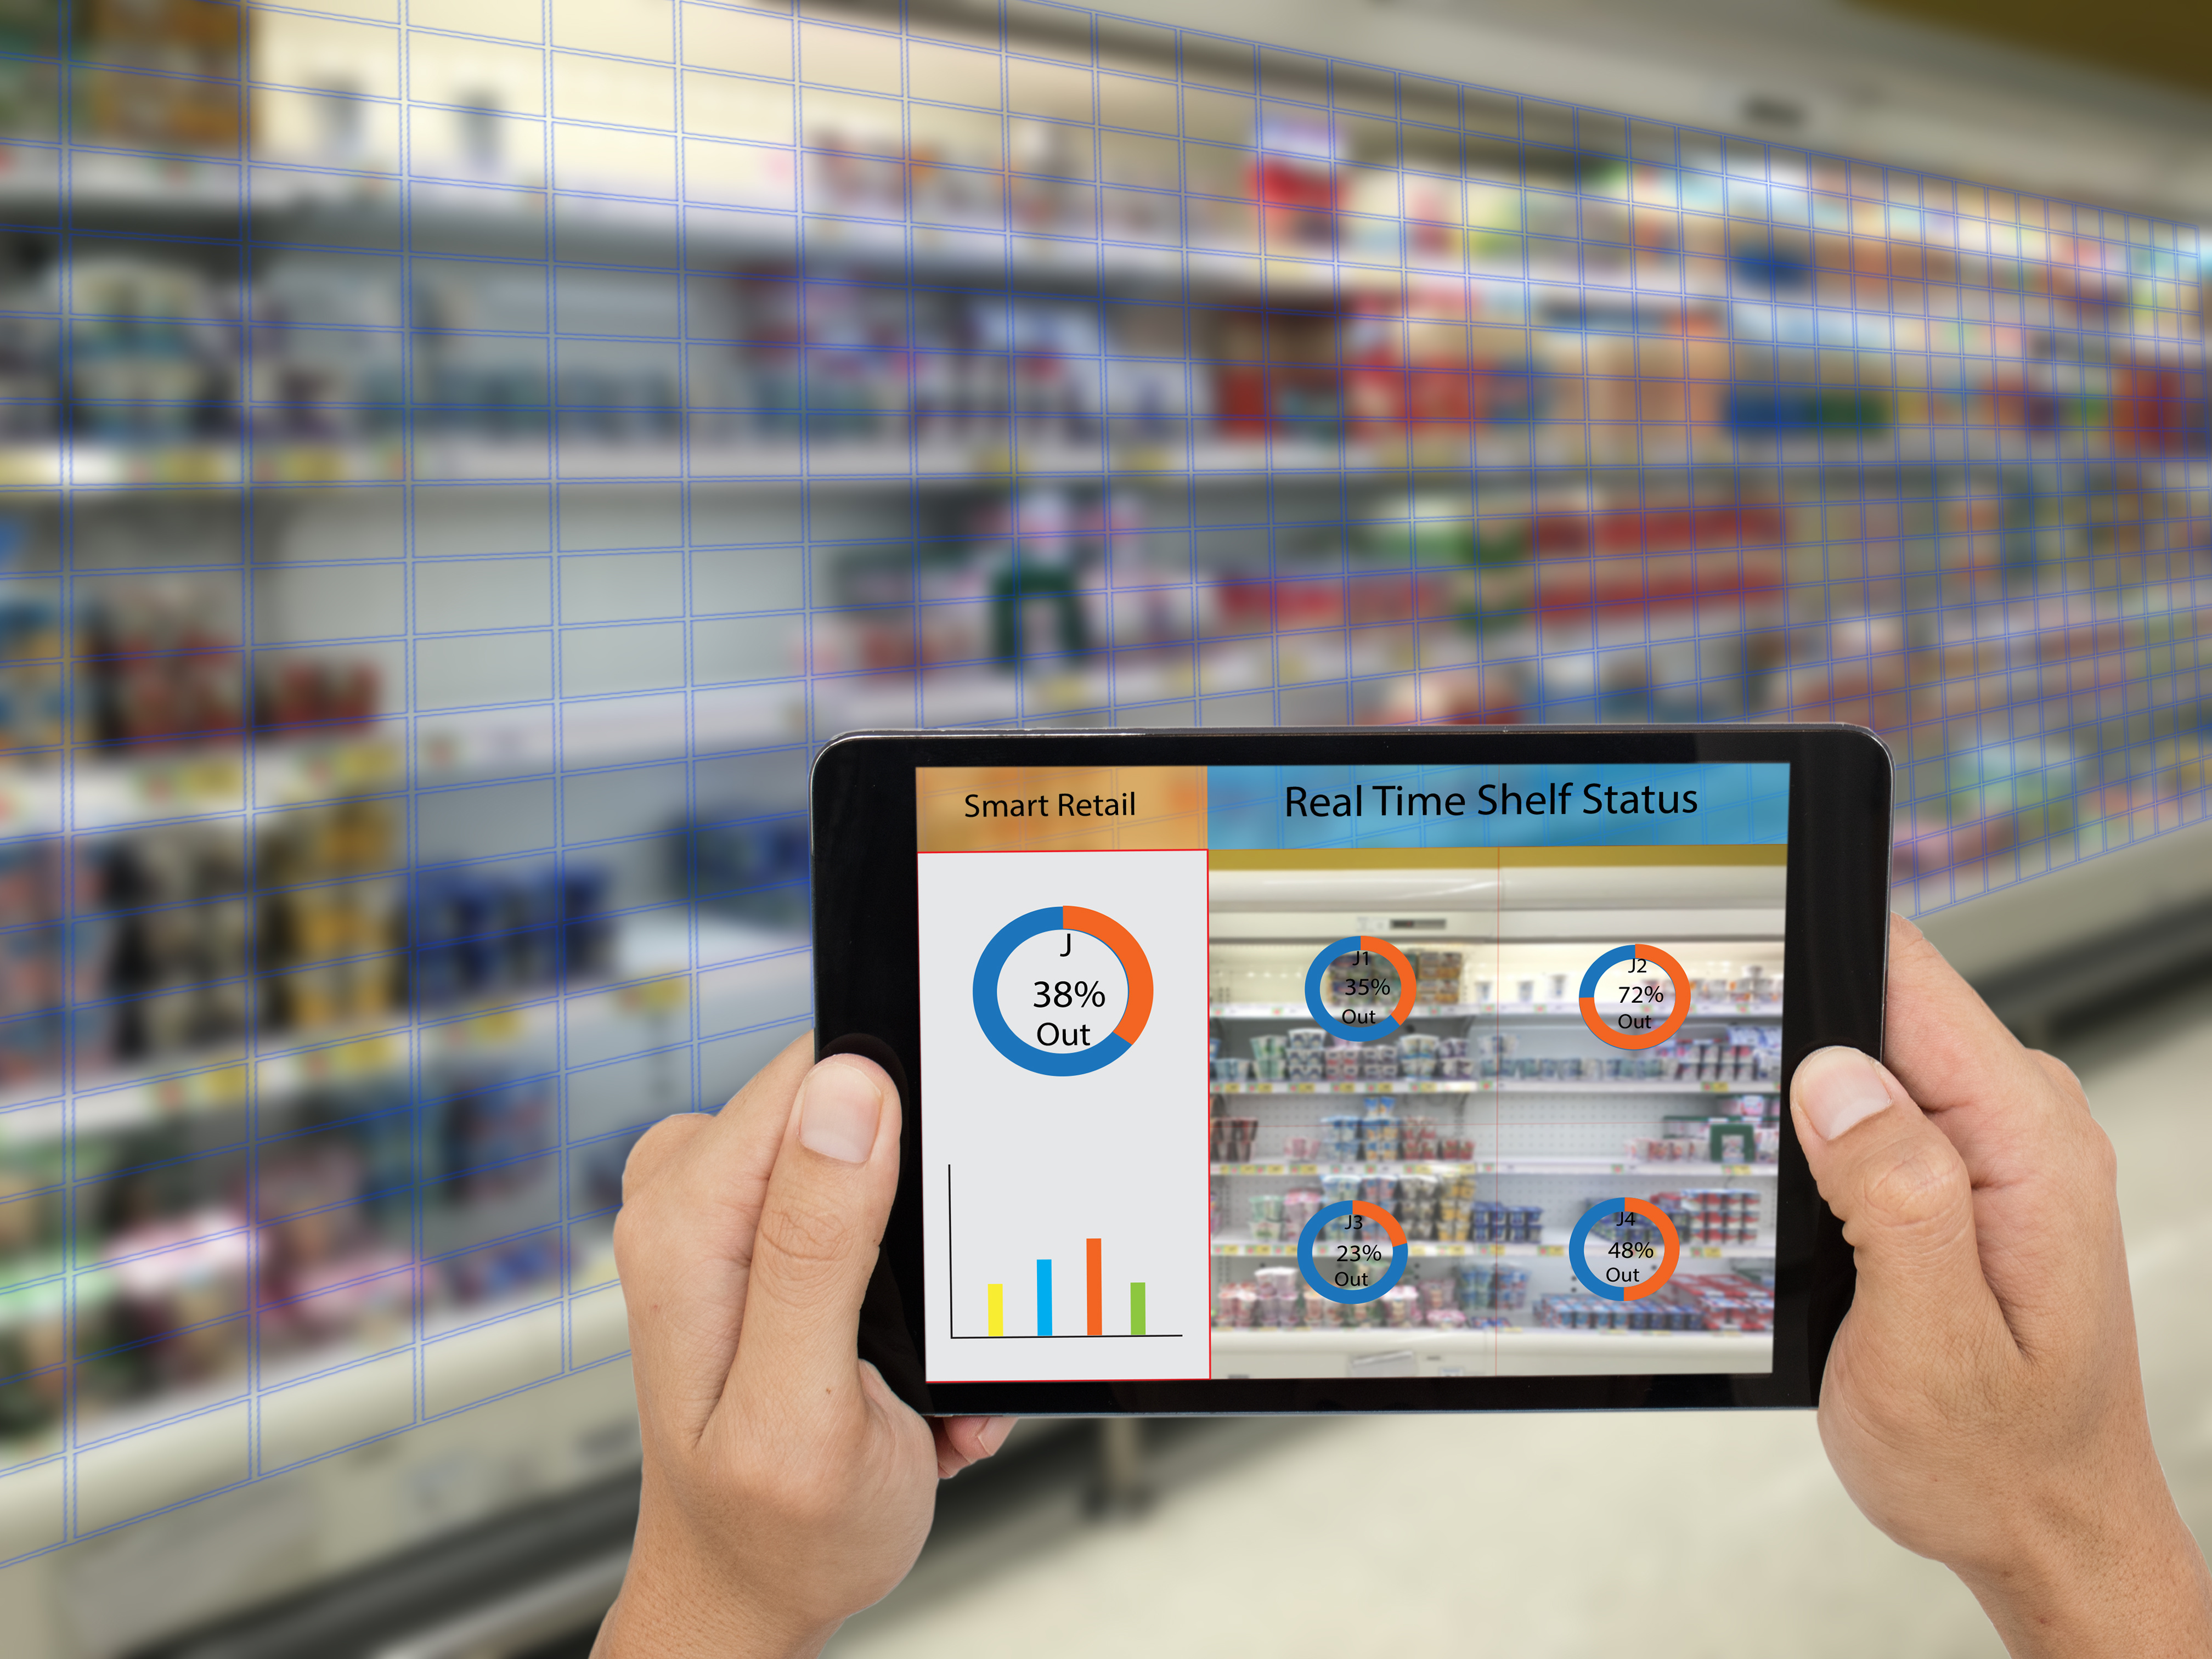 Smart Retail
Real Time Shelf Status
J
38%
Out
J1
35%
Out
J2
72%
Out
J3
23%
Out
J4
48%
Out